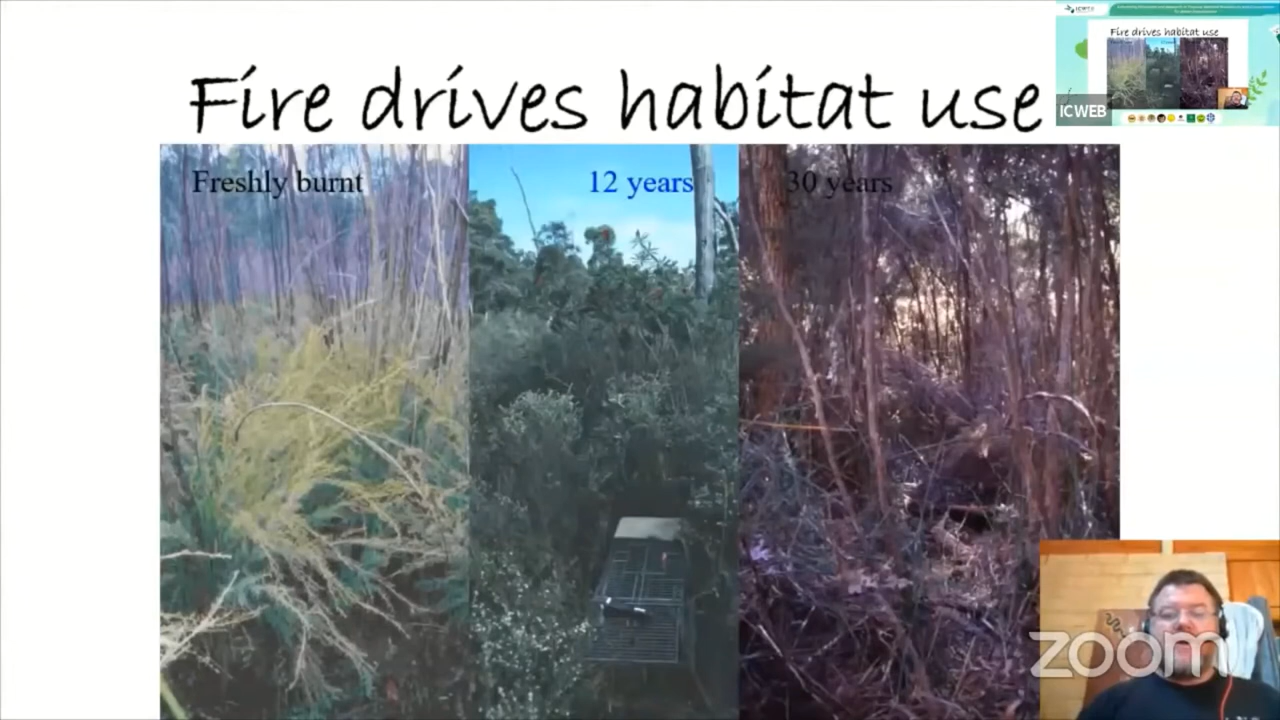 Fire drives habitat use
Freshly burnt
12 years
30 years
Fire drives habitat use
ICWEB
zoom